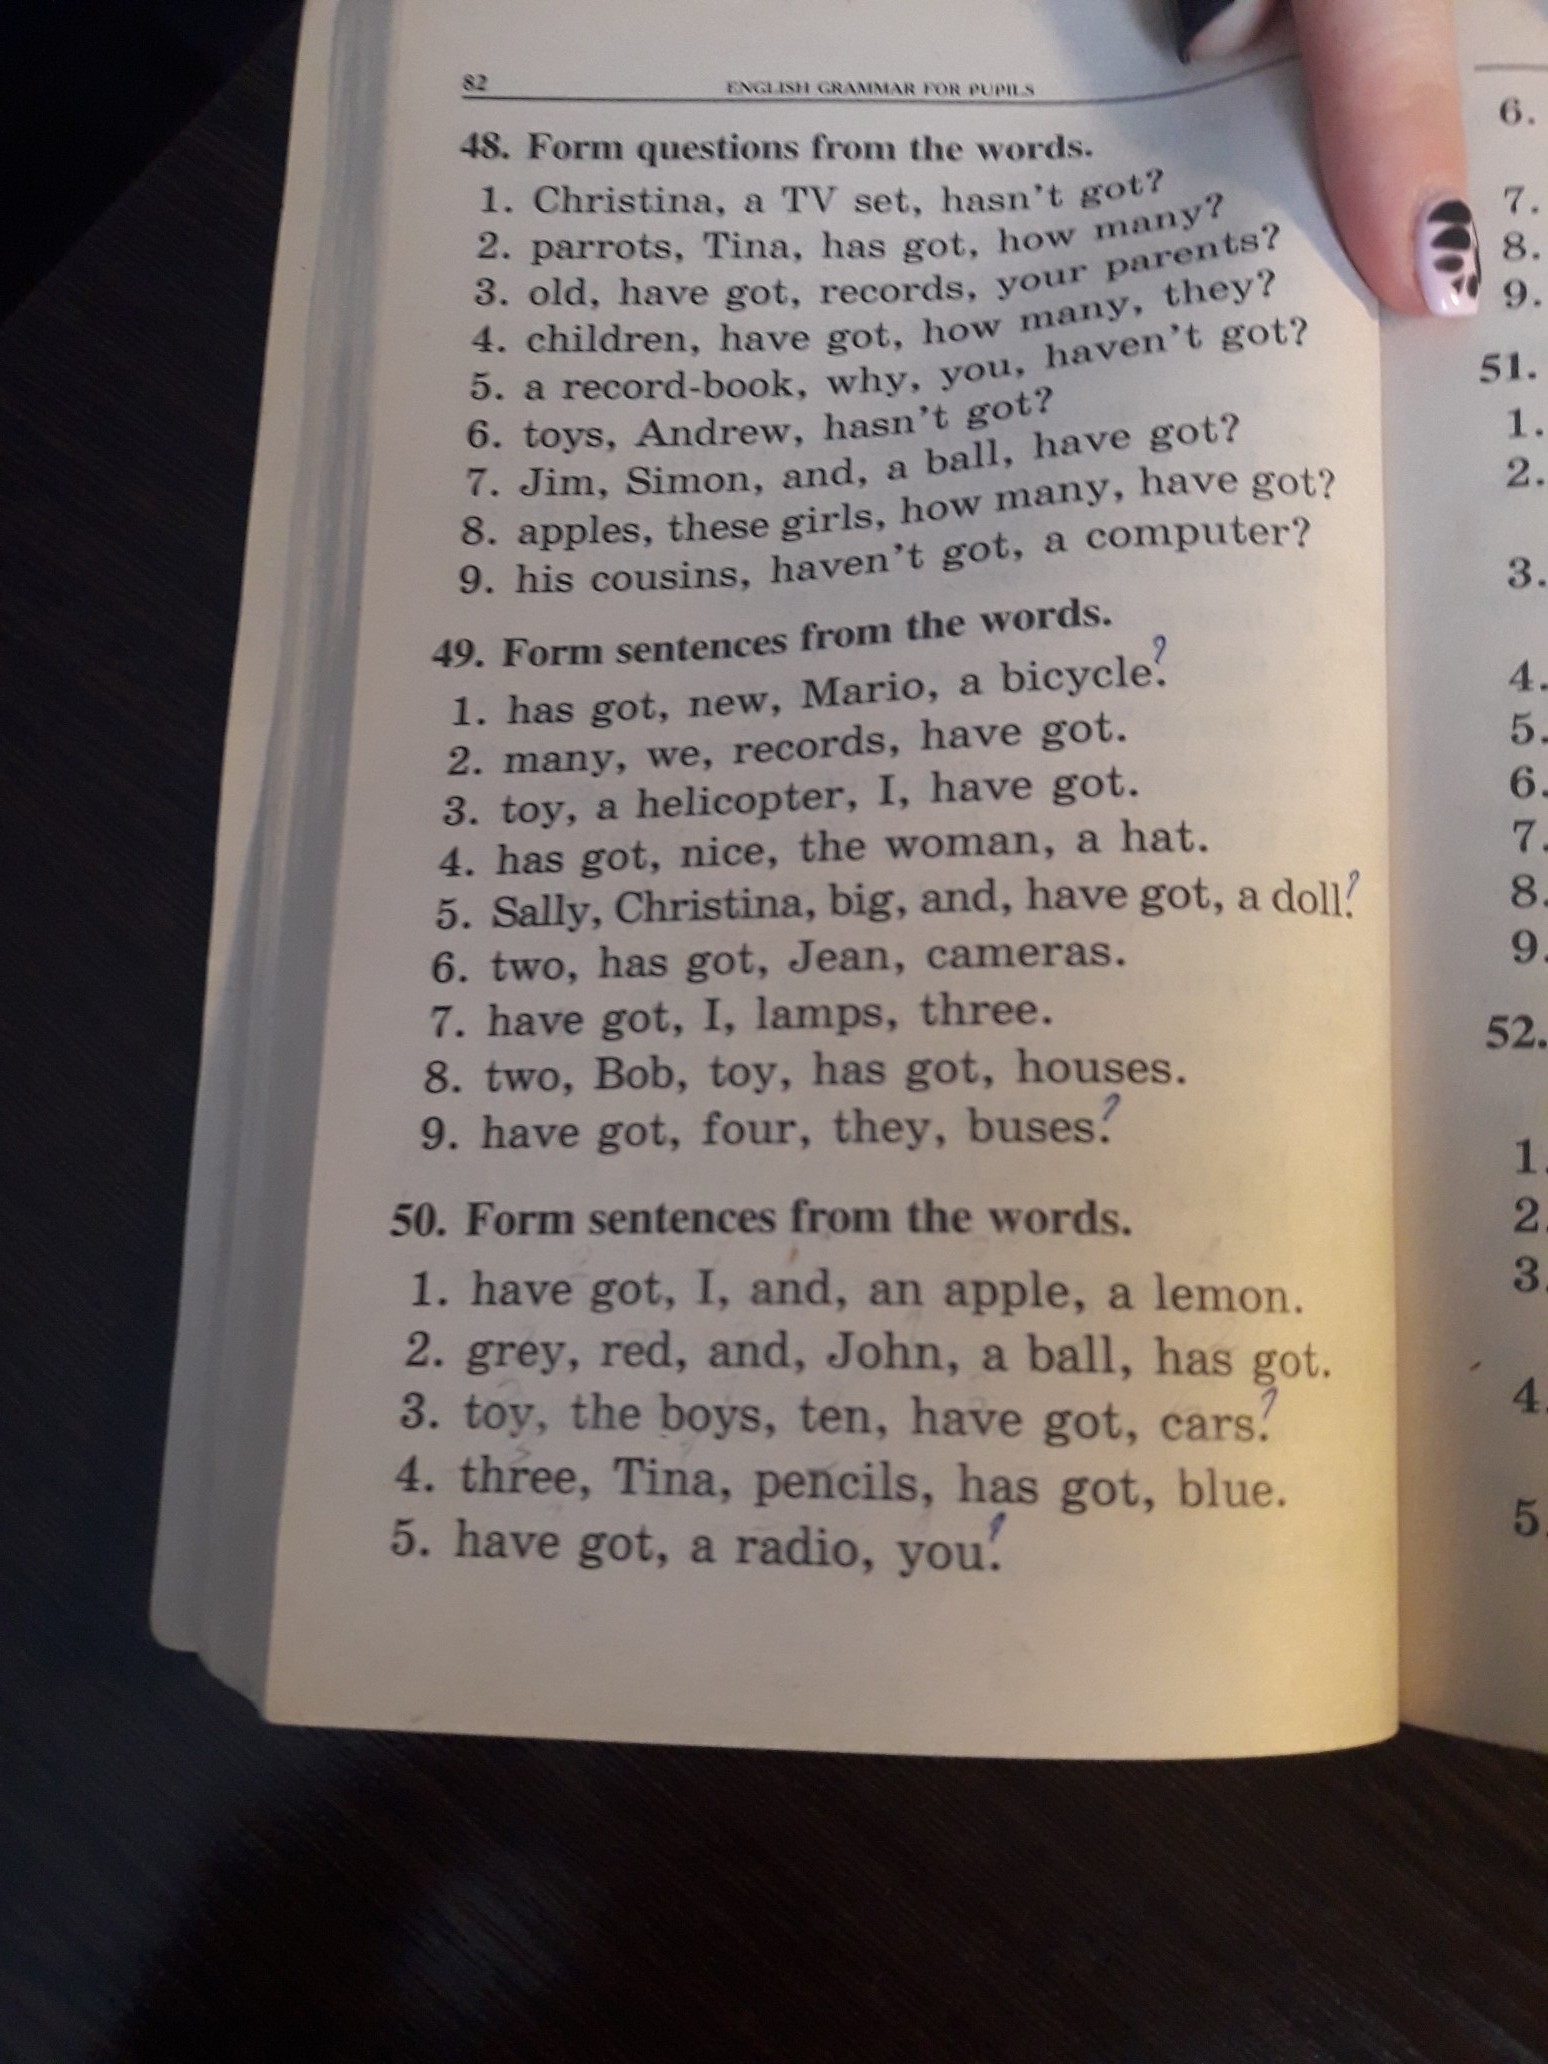 82
ENGLISH GRAMMAR FOR PUPILS
48. Form questions from the words.
1. Christina, a TV set, hasn't got?
2. parrots, Tina, has got, how many?
3. old, have got, records, your parents?
4. children, have got, how many, they?
5. a record-book, why, you, haven't got?
6. toys, Andrew, hasn't got?
7. Jim, Simon, and, a ball, have got?
8. apples, these girls, how many, have got?
9. his cousins, haven't got, a computer?
49. Form sentences from the words.
1. has got, new, Mario, a bicycle.?
2. many, we, records, have got.
3. toy, a helicopter, I, have got.
4. has got, nice, the woman, a hat.
5. Sally, Christina, big, and, have got, a doll.?
6. two, has got, Jean, cameras.
7. have got, I, lamps, three.
8. two, Bob, toy, has got, houses.
9. have got, four, they, buses.?
50. Form sentences from the words.
1. have got, I, and, an apple, a lemon.
2. grey, red, and, John, a ball, has got.
3. toy, the boys, ten, have got, cars.?
4. three, Tina, pencils, has got, blue.
5. have got, a radio, you.?
6.
7.
8.
9.
51.
1.
2.
3.
4.
5.
6.
7.
8.
9.
52.
1.
2.
3.
4.
5.